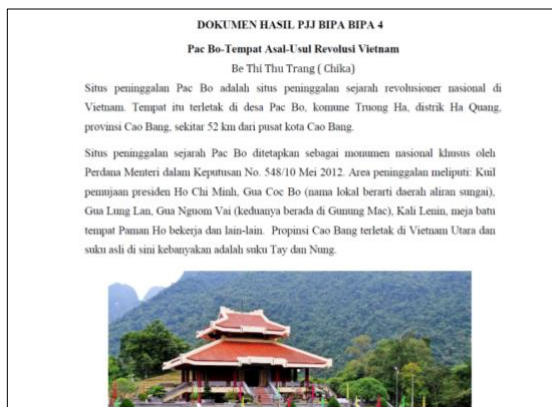 DOKUMEN HASIL PJJ BIPA BIPA 4
Pac Bo-Tempat Asal-Usul Revolusi Vietnam
Be Thi Thu Trang ( Chika)
Situs peninggalan Pac Bo adalah situs peninggalan sejarah revolusioner nasional di
Vietnam. Tempat itu terletak di desa Pac Bo, komune Truong Ha, distrik Ha Quang,
provinsi Cao Bang, sekitar 52 km dari pusat kota Cao Bang.
Situs peninggalan sejarah Pac Bo ditetapkan sebagai monumen nasional khusus oleh
Perdana Menteri dalam Keputusan No. 548/10 Mei 2012. Area peninggalan meliputi: Kuil
pemujaan presiden Ho Chi Minh, Gua Coc Bo (nama lokal berarti daerah aliran sungai),
Gua Lung Lan, Gua Nguom Vai (keduanya berada di Gunung Mac), Kali Lenin, meja batu
tempat Paman Ho bekerja dan lain-lain. Propinsi Cao Bang terletak di Vietnam Utara dan
suku asli di sini kebanyakan adalah suku Tay dan Nung.